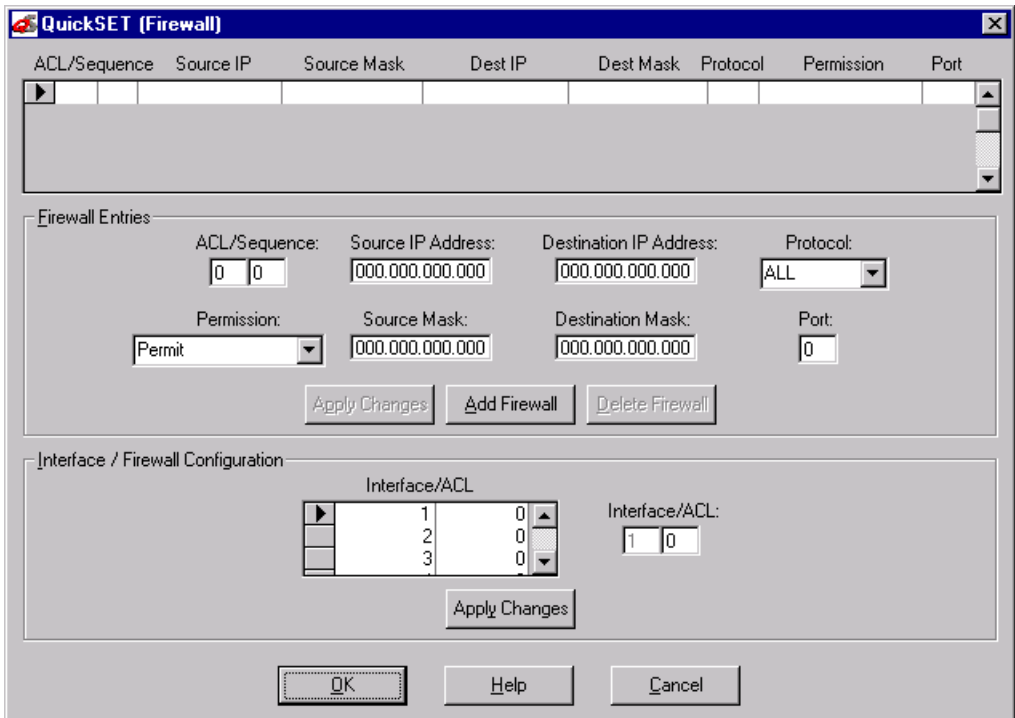 QuickSET (Firewall)
ACL/Sequence Source IP Source Mask Dest IP Dest Mask Protocol Permission Port
Firewall Entries
ACL/Sequence: Source IP Address: Destination IP Address: Protocol:
0 0 000.000.000.000 000.000.000.000 ALL
Permission: Source Mask: Destination Mask: Port:
Permit 000.000.000.000 000.000.000.000 0
Apply Changes Add Firewall Delete Firewall
Interface / Firewall Configuration
Interface/ACL
1 0
2 0
3 0
Interface/ACL:
1 0
Apply Changes
OK Help Cancel